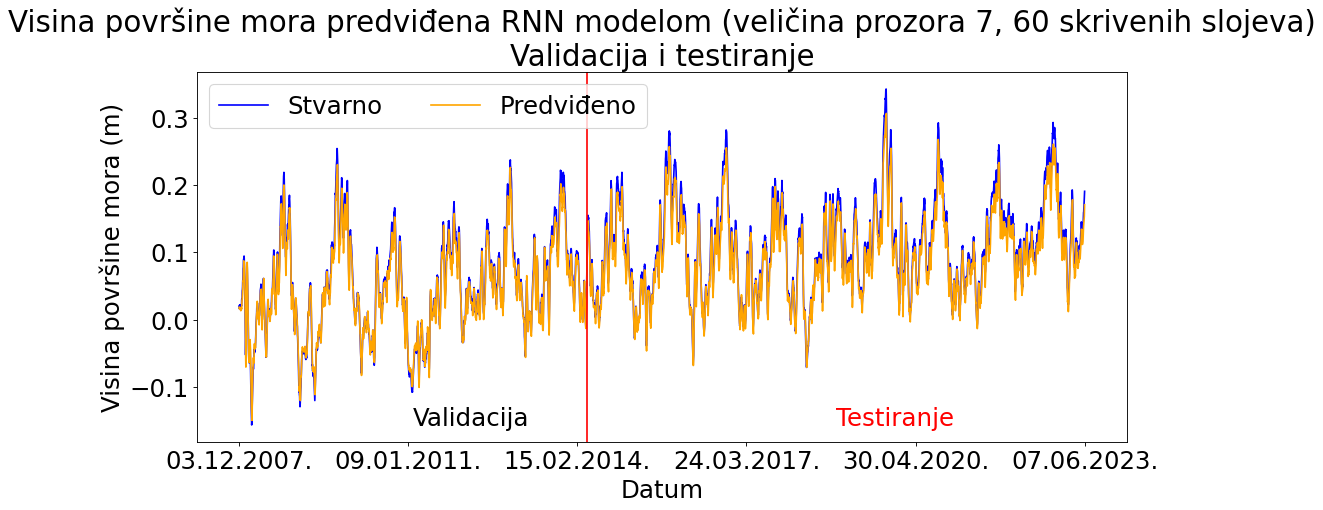 Visina površine mora predviđena RNN modelom (veličina prozora 7, 60 skrivenih slojeva)
Validacija i testiranje
Stvarno
Predviđeno
Visina površine mora (m)
0.3
0.2
0.1
0.0
−0.1
Validacija
Testiranje
03.12.2007.
09.01.2011.
15.02.2014.
24.03.2017.
30.04.2020.
07.06.2023.
Datum